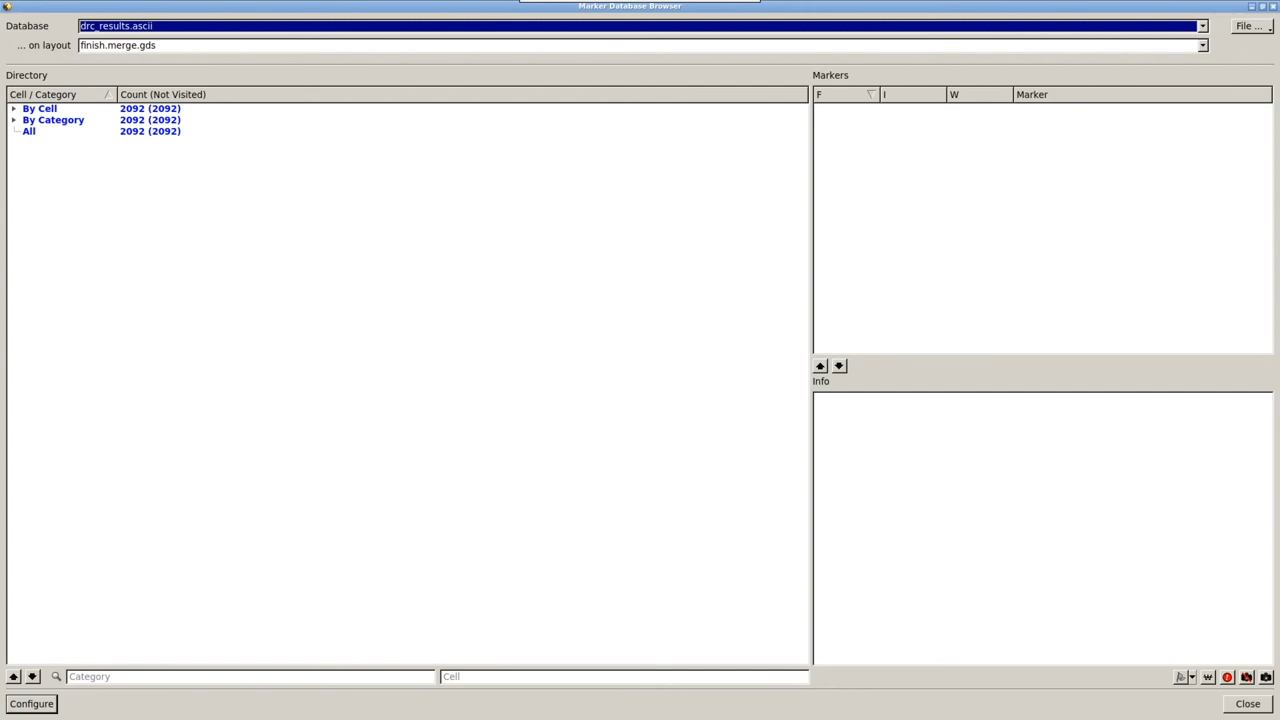 Marker Database Browser
Database drc_results.ascii File ...
... on layout finish.merge.gds
Directory Markers
Cell / Category Count (Not Visited) F I W Marker
By Cell 2092 (2092)
By Category 2092 (2092)
All 2092 (2092)
Info
Category Cell W
Configure Close